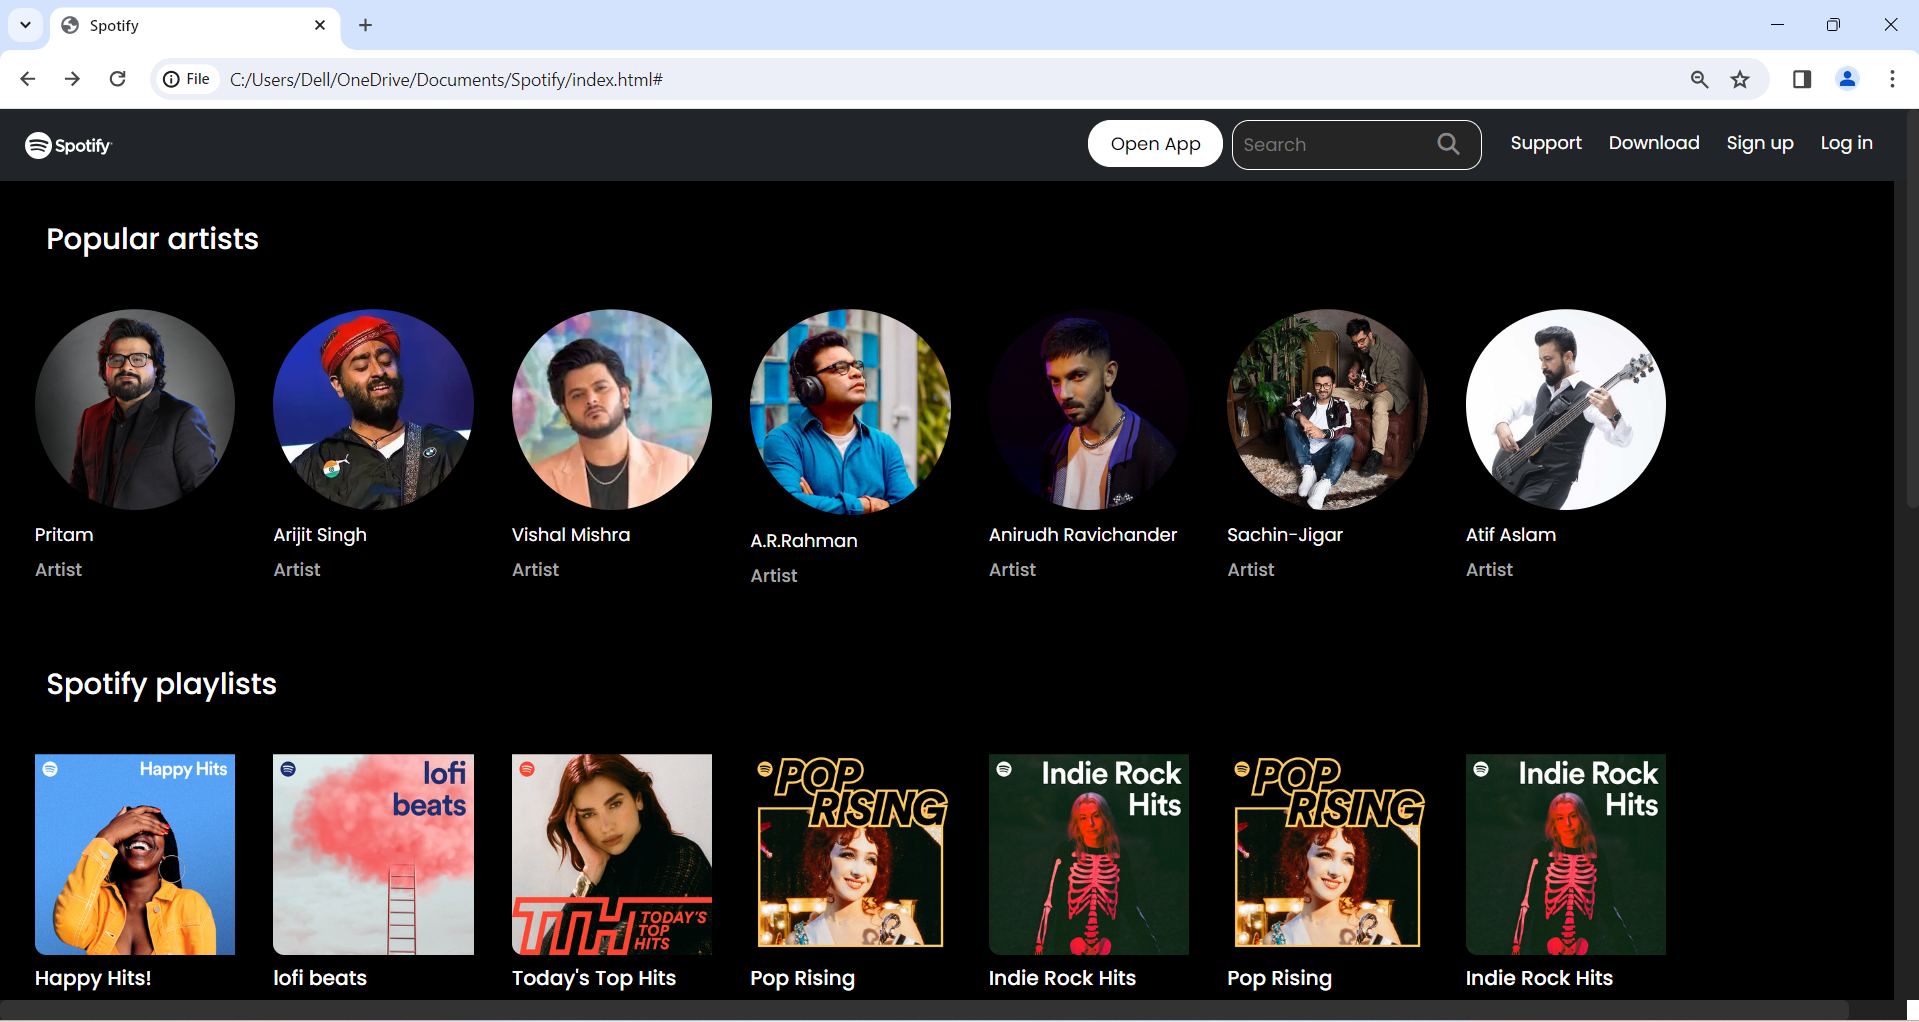 Spotify
File C:/Users/Dell/OneDrive/Documents/Spotify/index.html#
Spotify Open App Search Support Download Sign up Log in
Popular artists
Pritam Arijit Singh Vishal Mishra A.R.Rahman Anirudh Ravichander Sachin-Jigar Atif Aslam
Artist Artist Artist Artist Artist Artist Artist
Spotify playlists
Happy Hits
lofi
beats
TTH TODAY'S
TOP
HITS
POP
RISING
Indie Rock
Hits
POP
RISING
Indie Rock
Hits
Happy Hits! lofi beats Today's Top Hits Pop Rising Indie Rock Hits Pop Rising Indie Rock Hits